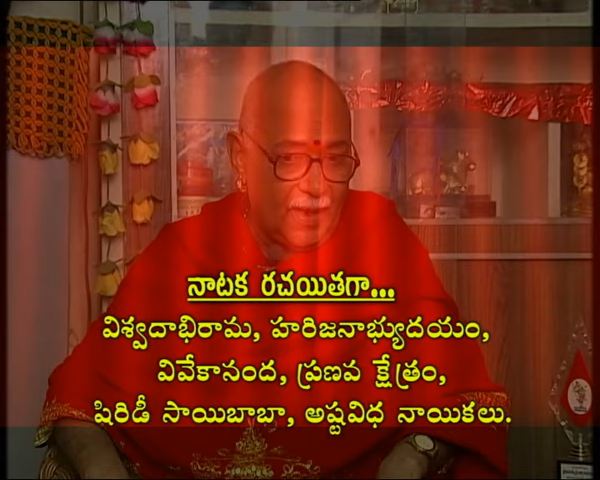 నాటక రచయితగా...
విశ్వదాభిరామ, హరిజనాభ్యుదయం,
వివేకానంద, ప్రణవ క్షేత్రం,
షిరిడీ సాయిబాబా, అష్టవిధ నాయికలు.